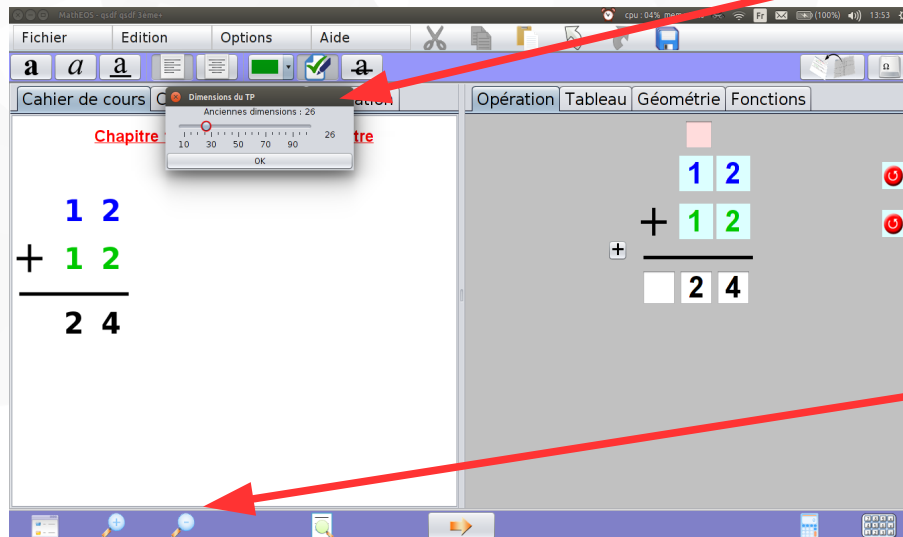 MathEOS - qsdf qsdf 3ème+
cpu: 04% Fr (100%) 13:53
Fichier Edition Options Aide
a a a a Ω
Cahier de cours Opération Tableau Géométrie Fonctions
Dimensions du TP
Anciennes dimensions : 26
26
10 30 50 70 90
OK
Chapitre
1 2
+ 1 2
2 4
1 2
+ 1 2
+
2 4